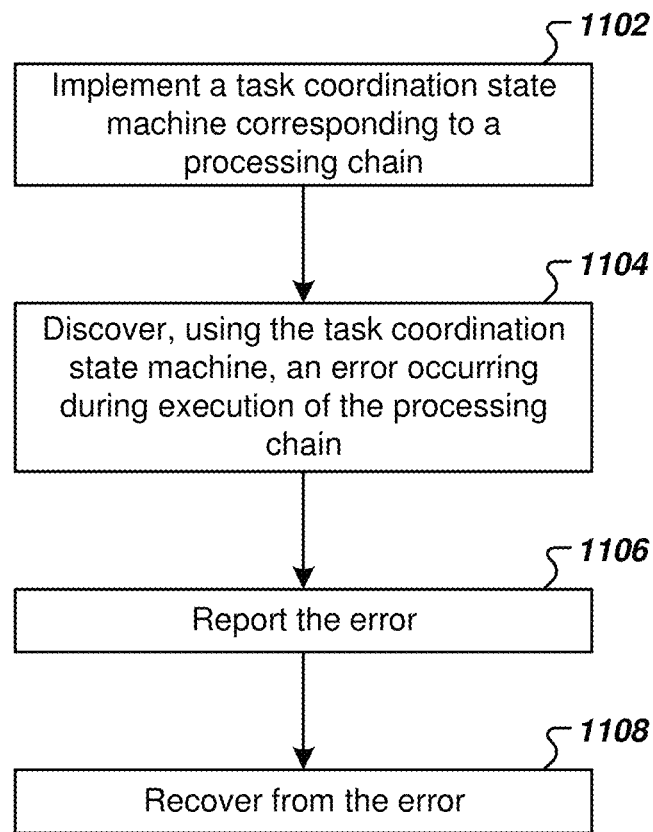 1102
Implement a task coordination state
machine corresponding to a
processing chain
1104
Discover, using the task coordination
state machine, an error occurring
during execution of the processing
chain
1106
Report the error
1108
Recover from the error